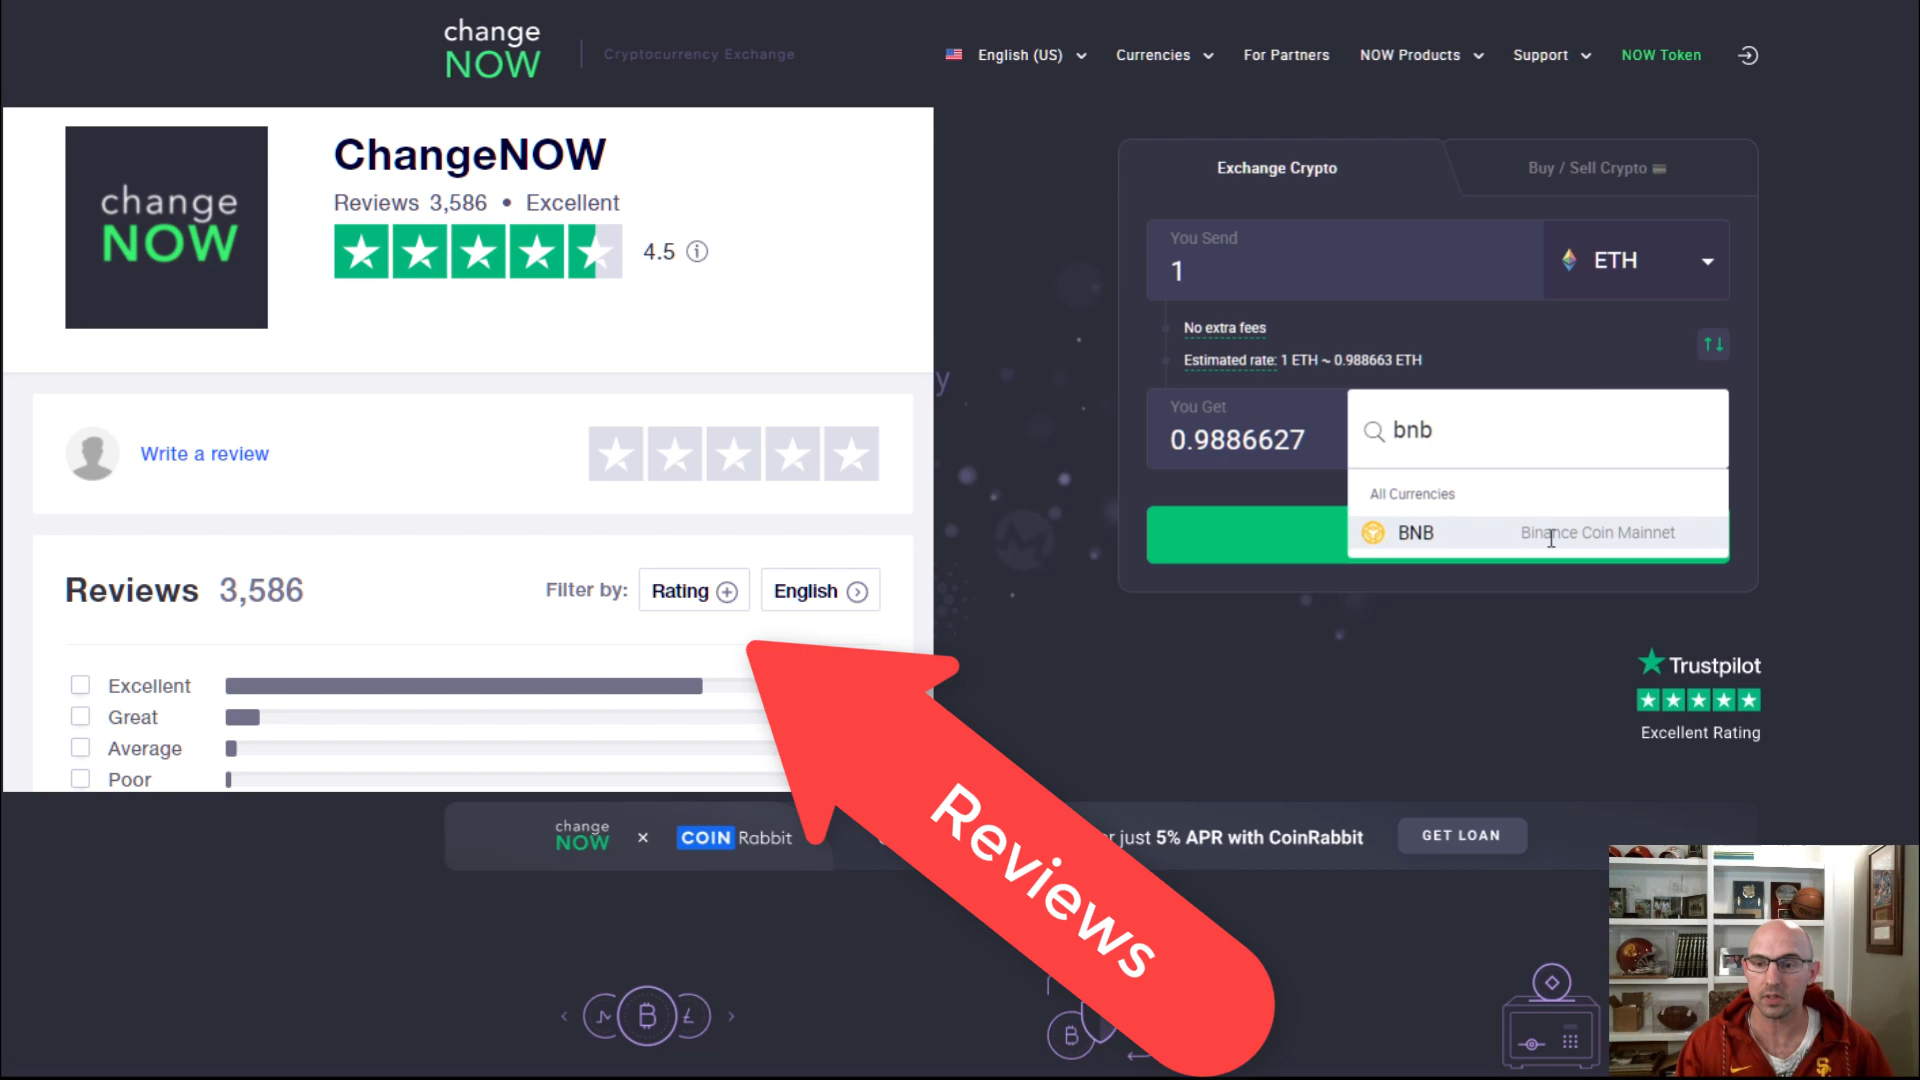 change
NOW
Cryptocurrency Exchange
English (US)
Currencies
For Partners
NOW Products
Support
NOW Token
change
NOW
ChangeNOW
Reviews 3,586 • Excellent
4.5
Write a review
Reviews 3,586
Filter by:
Rating
English
Excellent
Great
Average
Poor
y
Exchange Crypto
Buy / Sell Crypto
You Send
1
ETH
No extra fees
Estimated rate: 1 ETH ~ 0.988663 ETH
You Get
0.9886627
bnb
All Currencies
BNB
Binance Coin Mainnet
Trustpilot
Excellent Rating
Reviews
change
NOW
×
COIN Rabbit
r just 5% APR with CoinRabbit
GET LOAN